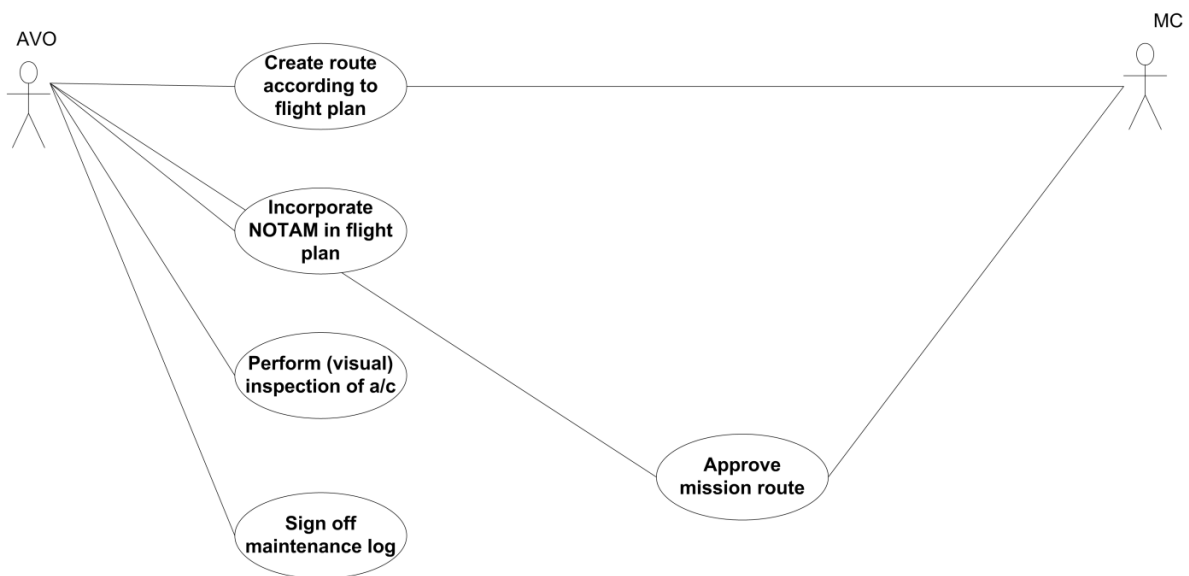 AVO
MC
Create route
according to
flight plan
Incorporate
NOTAM in flight
plan
Perform (visual)
inspection of a/c
Approve
mission route
Sign off
maintenance log